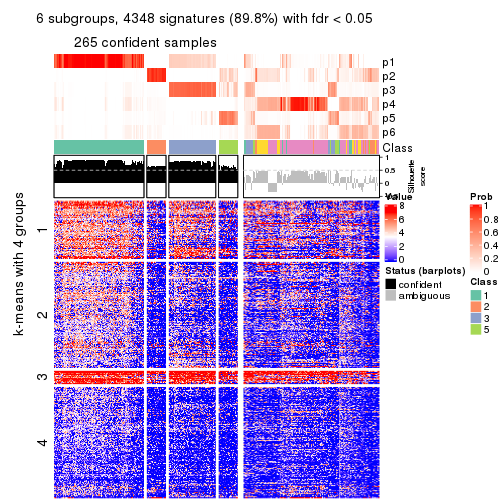 6 subgroups, 4348 signatures (89.8%) with fdr < 0.05
265 confident samples
p1
p2
p3
p4
p5
p6
Class
1
0.5
0
Silhouette
score
k-means with 4 groups
1
2
3
4
Value
8
6
4
2
0
Status (barplots)
confident
ambiguous
Prob
1
0.8
0.6
0.4
0.2
0
Class
1
2
3
5